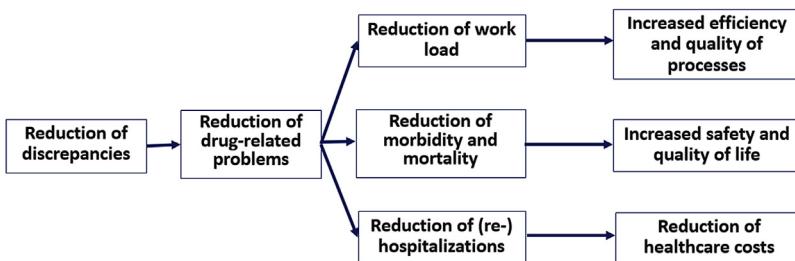 Reduction of
discrepancies
Reduction of
drug-related
problems
Reduction of work
load
Increased efficiency
and quality of
processes
Reduction of
morbidity and
mortality
Increased safety and
quality of life
Reduction of (re-)
hospitalizations
Reduction of
healthcare costs